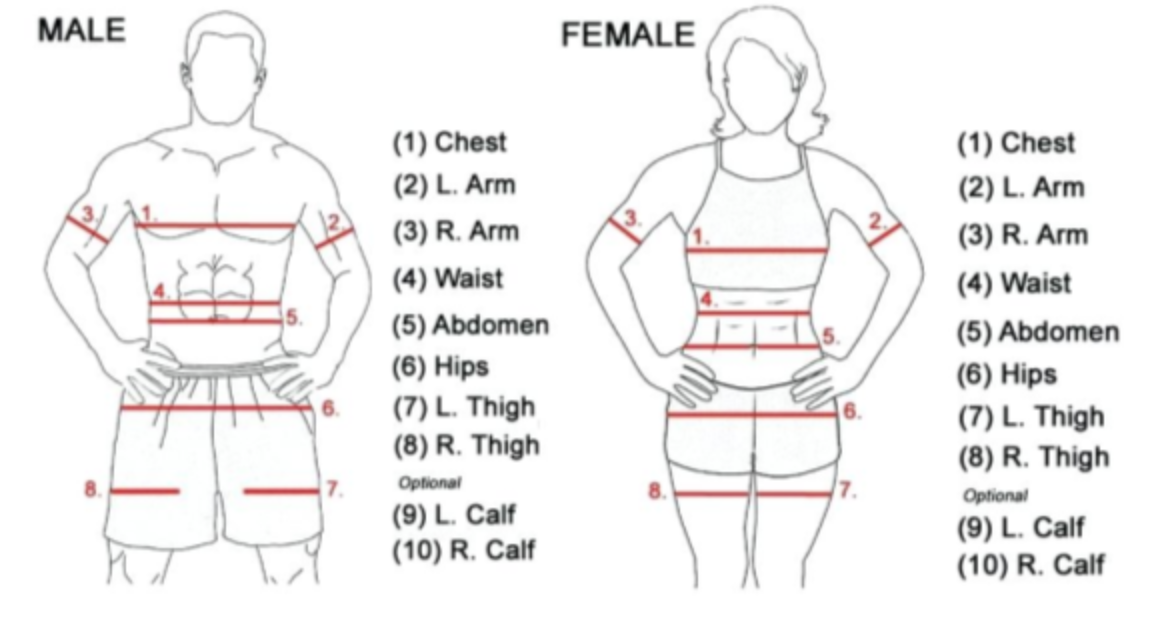 MALE
3.
1.
2.
4.
5.
6.
8.
7.
(1) Chest
(2) L. Arm
(3) R. Arm
(4) Waist
(5) Abdomen
(6) Hips
(7) L. Thigh
(8) R. Thigh
Optional
(9) L. Calf
(10) R. Calf
FEMALE
3.
2.
1.
4.
5.
6.
8.
7.
(1) Chest
(2) L. Arm
(3) R. Arm
(4) Waist
(5) Abdomen
(6) Hips
(7) L. Thigh
(8) R. Thigh
Optional
(9) L. Calf
(10) R. Calf